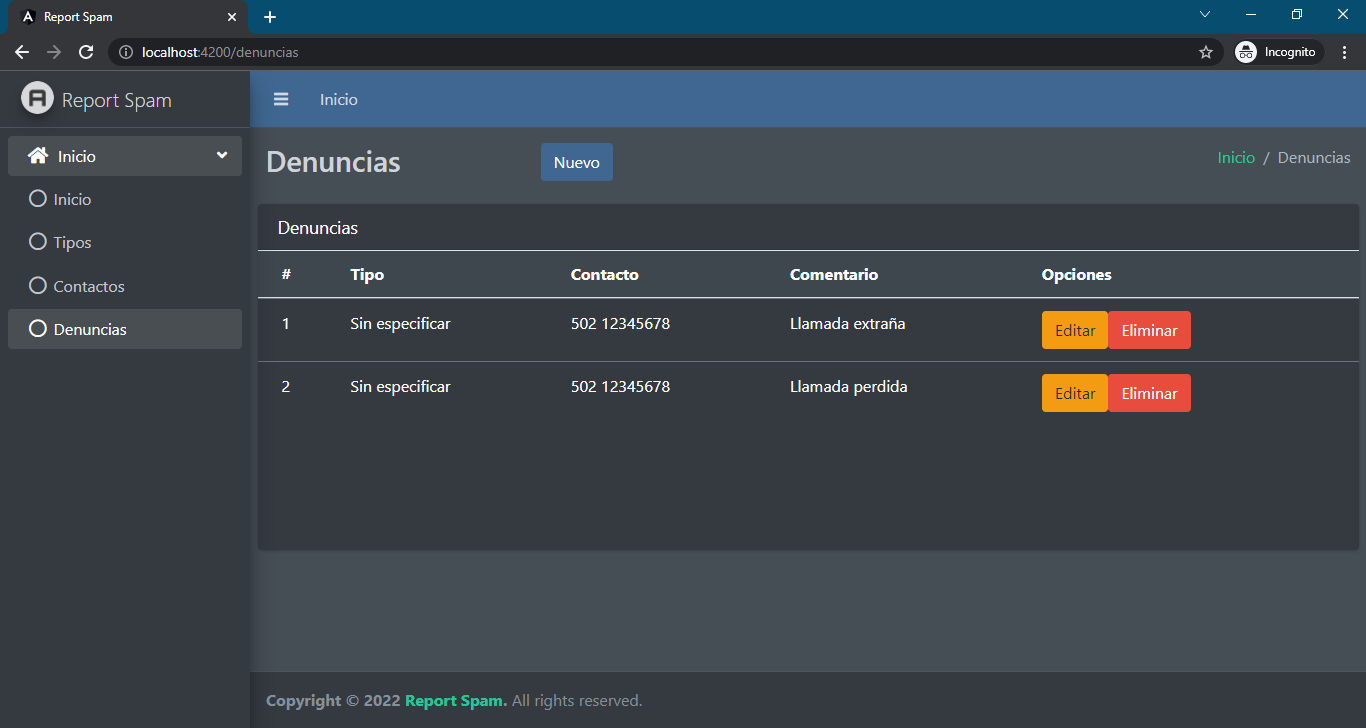 Report Spam
localhost:4200/denuncias
Incognito
Report Spam
Inicio
Inicio
Inicio
Tipos
Contactos
Denuncias
Denuncias
Nuevo
Inicio / Denuncias
Denuncias
# Tipo Contacto Comentario Opciones
1 Sin especificar 502 12345678 Llamada extraña Editar Eliminar
2 Sin especificar 502 12345678 Llamada perdida Editar Eliminar
Copyright © 2022 Report Spam. All rights reserved.